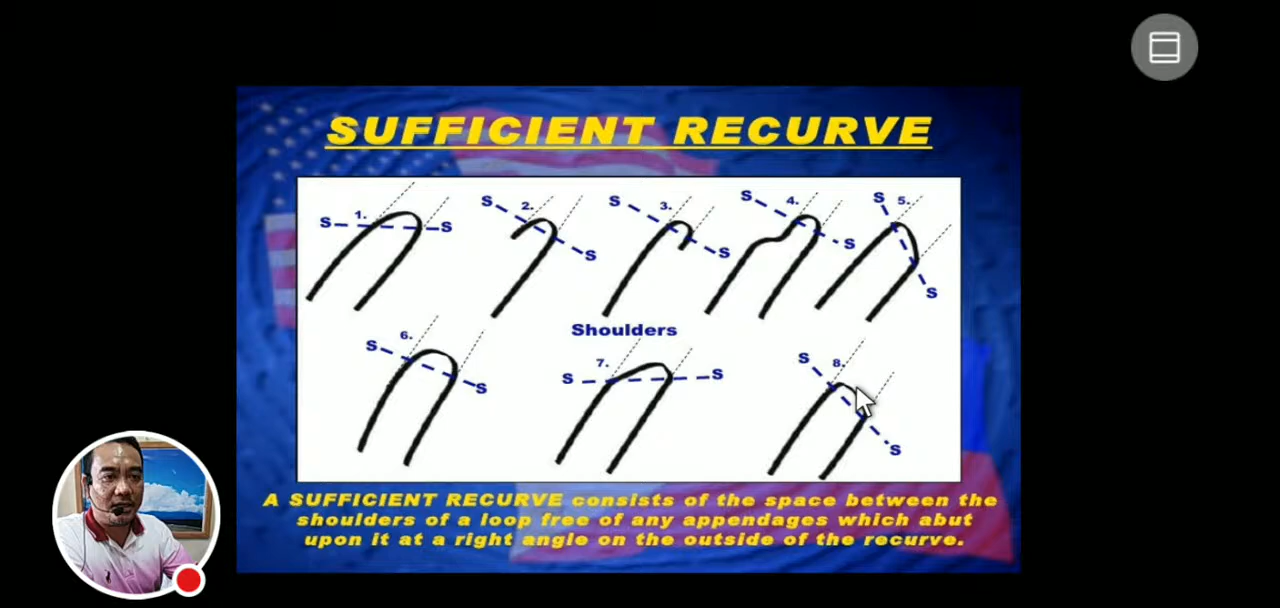 SUFFICIENT RECURVE
S 1. S
S 2. S
S 3. S
S 4. S
S 5. S
Shoulders
S 6. S
S 7. S
S 8. S
A SUFFICIENT RECURVE consists of the space between the
shoulders of a loop free of any appendages which abut
upon it at a right angle on the outside of the recurve.